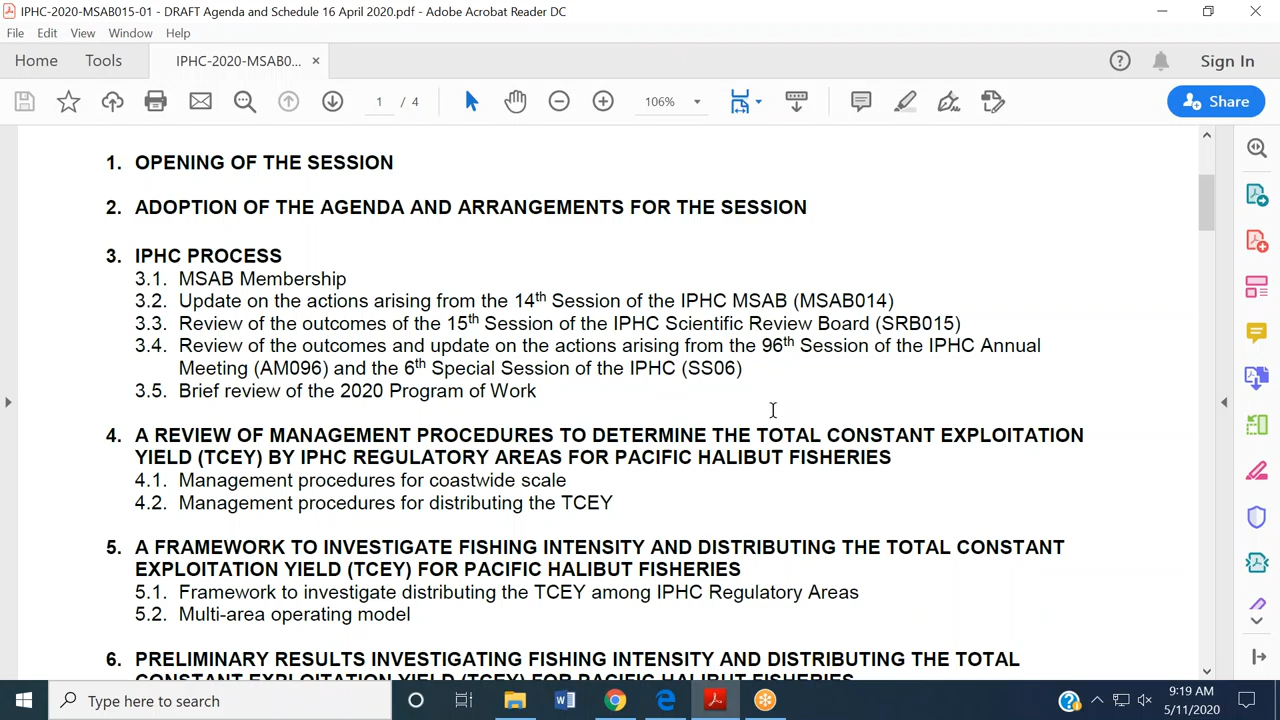 IPHC-2020-MSAB015-01 - DRAFT Agenda and Schedule 16 April 2020.pdf - Adobe Acrobat Reader DC
File Edit View Window Help
Home Tools IPHC-2020-MSAB0... ×
1 / 4 106% Share
Sign In
1. OPENING OF THE SESSION
2. ADOPTION OF THE AGENDA AND ARRANGEMENTS FOR THE SESSION
3. IPHC PROCESS
3.1. MSAB Membership
3.2. Update on the actions arising from the 14th Session of the IPHC MSAB (MSAB014)
3.3. Review of the outcomes of the 15th Session of the IPHC Scientific Review Board (SRB015)
3.4. Review of the outcomes and update on the actions arising from the 96th Session of the IPHC Annual
Meeting (AM096) and the 6th Special Session of the IPHC (SS06)
3.5. Brief review of the 2020 Program of Work
4. A REVIEW OF MANAGEMENT PROCEDURES TO DETERMINE THE TOTAL CONSTANT EXPLOITATION
YIELD (TCEY) BY IPHC REGULATORY AREAS FOR PACIFIC HALIBUT FISHERIES
4.1. Management procedures for coastwide scale
4.2. Management procedures for distributing the TCEY
5. A FRAMEWORK TO INVESTIGATE FISHING INTENSITY AND DISTRIBUTING THE TOTAL CONSTANT
EXPLOITATION YIELD (TCEY) FOR PACIFIC HALIBUT FISHERIES
5.1. Framework to investigate distributing the TCEY among IPHC Regulatory Areas
5.2. Multi-area operating model
6. PRELIMINARY RESULTS INVESTIGATING FISHING INTENSITY AND DISTRIBUTING THE TOTAL
CONSTANT EXPLOITATION YIELD (TCEY) FOR PACIFIC HALIBUT FISHERIES
Type here to search
9:19 AM
5/11/2020